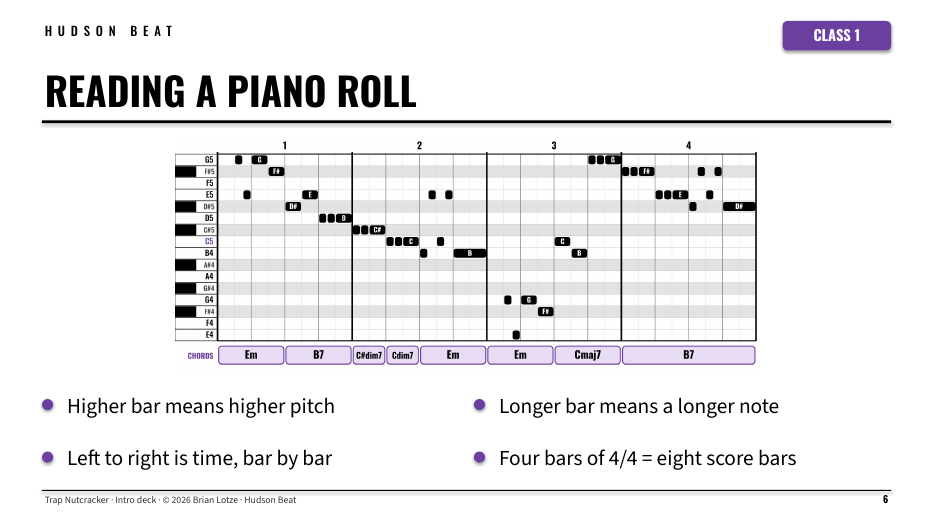 HUDSON BEAT
CLASS 1
READING A PIANO ROLL
1 2 3 4
G5 G G
F#5 F# F#
F5
E5 E E
D#5 D# D#
D5 D
C#5 C#
C5 C C
B4 B B
A#4
A4
G#4
G4 G
F#4 F#
F4
E4
CHORDS Em B7 C#dim7 Cdim7 Em Em Cmaj7 B7
Higher bar means higher pitch
Longer bar means a longer note
Left to right is time, bar by bar
Four bars of 4/4 = eight score bars
Trap Nutcracker · Intro deck · © 2026 Brian Lotze · Hudson Beat
6